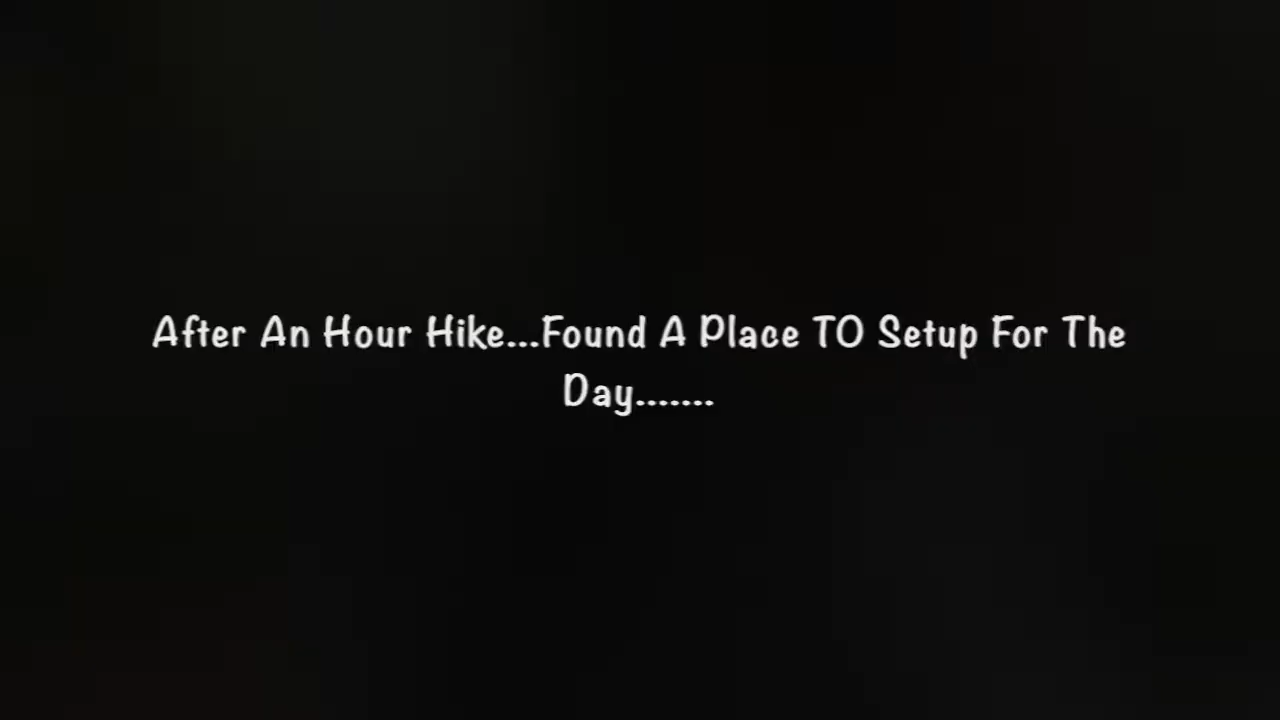 After An Hour Hike...Found A Place TO Setup For The
Day.......